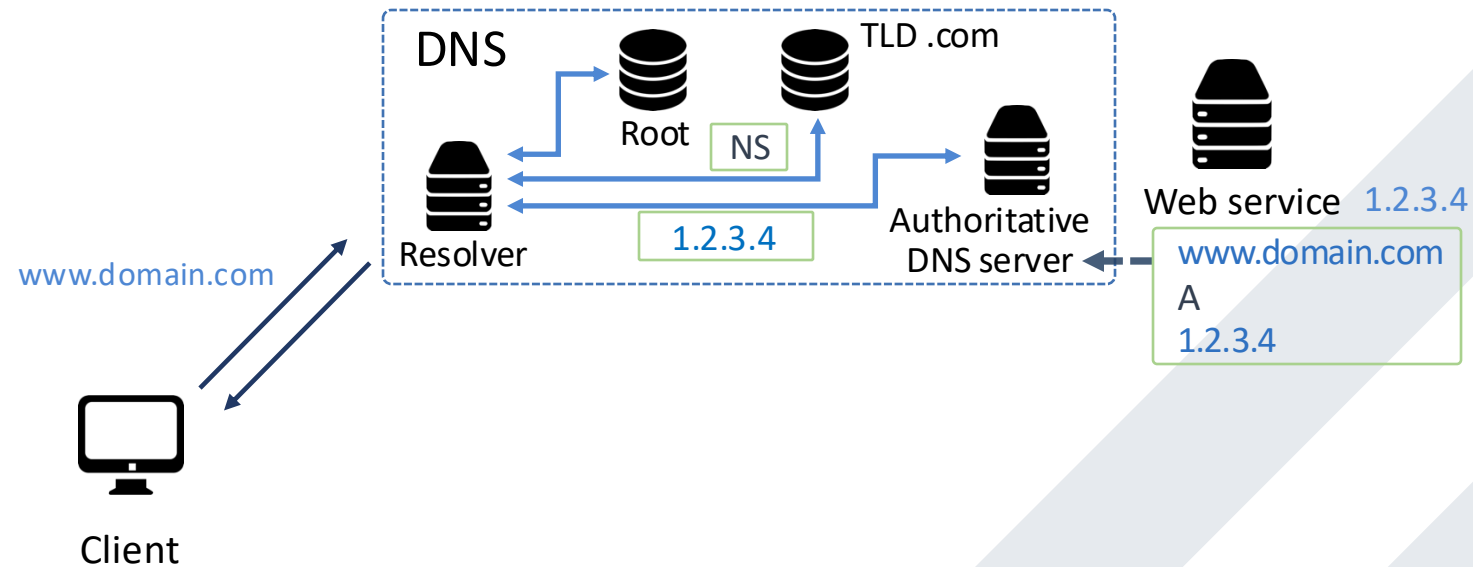 DNS
TLD .com
Root
NS
Resolver
1.2.3.4
Authoritative
DNS server
Web service 1.2.3.4
www.domain.com
A
1.2.3.4
www.domain.com
Client